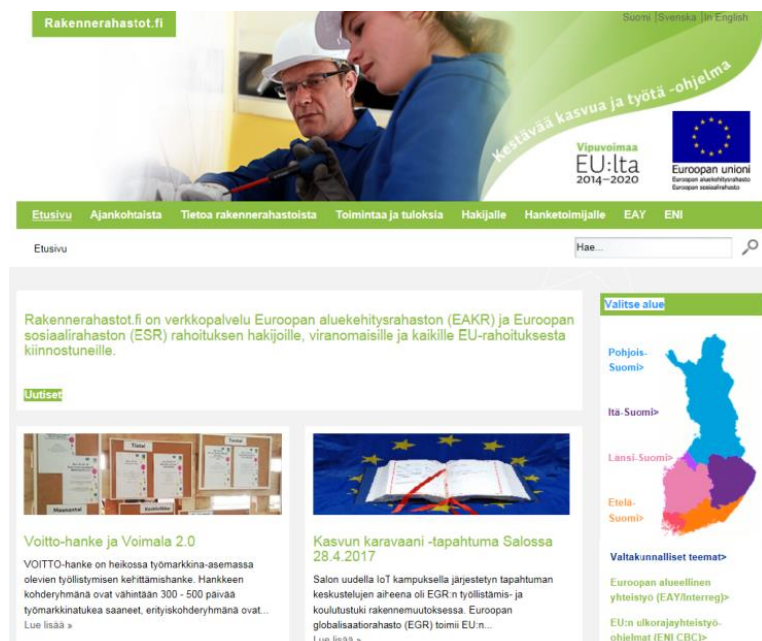 Rakennerahastot.fi
Suomi |Svenska |In English
Kestävää kasvua ja työtä -ohjelma
Vipuvoimaa
EU:lta
2014–2020
Euroopan unioni
Euroopan aluekehitysrahasto
Euroopan sosiaalirahasto
Etusivu Ajankohtaista Tietoa rakennerahastoista Toimintaa ja tuloksia Hakijalle Hanketoimijalle EAY ENI
Etusivu
Hae...
Rakennerahastot.fi on verkkopalvelu Euroopan aluekehitysrahaston (EAKR) ja Euroopan
sosiaalirahaston (ESR) rahoituksen hakijoille, viranomaisille ja kaikille EU-rahoituksesta
kiinnostuneille.
Uutiset
Tietoa!
Maananta!
Voitto-hanke ja Voimala 2.0
VOITTO-hanke on heikossa työmarkkina-asemassa
olevien työllistymisen kehittämishanke. Hankkeen
kohderyhmänä ovat vähintään 300 - 500 päivää
työmarkkinatukea saaneet, erityiskohderyhmänä ovat...
Lue lisää »
Kasvun karavaani -tapahtuma Salossa
28.4.2017
Salon uudella IoT kampuksella järjestetyn tapahtuman
keskustelujen aiheena oli EGR:n työllistämis- ja
koulutustuki rakennemuutoksessa. Euroopan
globalisaatiorahasto (EGR) toimii EU:n...
Lue lisää »
Valitse alue
Pohjois-
Suomi>
Itä-Suomi>
Länsi-Suomi>
Etelä-
Suomi>
Valtakunnalliset teemat>
Euroopan alueellinen
yhteistyö (EAY/Interreg)>
EU:n ulkorajayhteistyö-
ohjelmat (ENI CBC)>